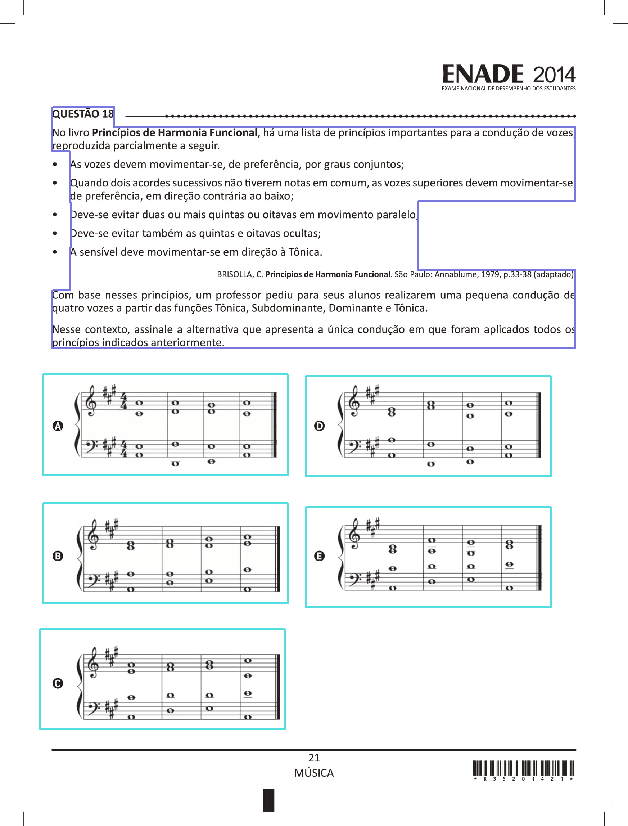 ENADE 2014
EXAME NACIONAL DE DESEMPENHO DOS ESTUDANTES
QUESTÃO 18
No livro Princípios de Harmonia Funcional, há uma lista de princípios importantes para a condução de vozes,
reproduzida parcialmente a seguir.
• As vozes devem movimentar-se, de preferência, por graus conjuntos;
• Quando dois acordes sucessivos não tiverem notas em comum, as vozes superiores devem movimentar-se,
de preferência, em direção contrária ao baixo;
• Deve-se evitar duas ou mais quintas ou oitavas em movimento paralelo;
• Deve-se evitar também as quintas e oitavas ocultas;
• A sensível deve movimentar-se em direção à Tônica.
BRISOLLA, C. Princípios de Harmonia Funcional. São Paulo: Annablume, 1979, p.33-38 (adaptado).
Com base nesses princípios, um professor pediu para seus alunos realizarem uma pequena condução de
quatro vozes a partir das funções Tônica, Subdominante, Dominante e Tônica.
Nesse contexto, assinale a alternativa que apresenta a única condução em que foram aplicados todos os
princípios indicados anteriormente.
A
D
B
E
C
21
MÚSICA